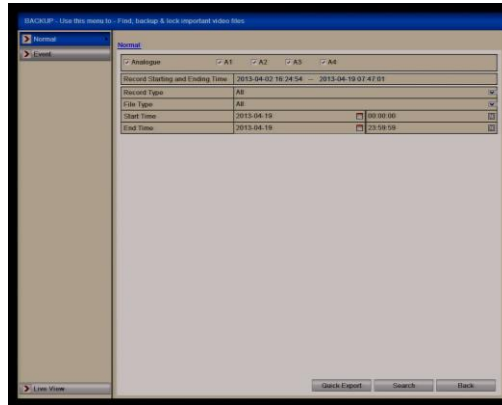 BACKUP - Use this menu to - Find, backup & lock important video files
Normal
Event
Normal
Analogue A1 A2 A3 A4
Record Starting and Ending Time 2013-04-02 16:24:54 -- 2013-04-19 07:47:01
Record Type All
File Type All
Start Time 2013-04-19 00:00:00
End Time 2013-04-19 23:59:59
Live View
Quick Export Search Back